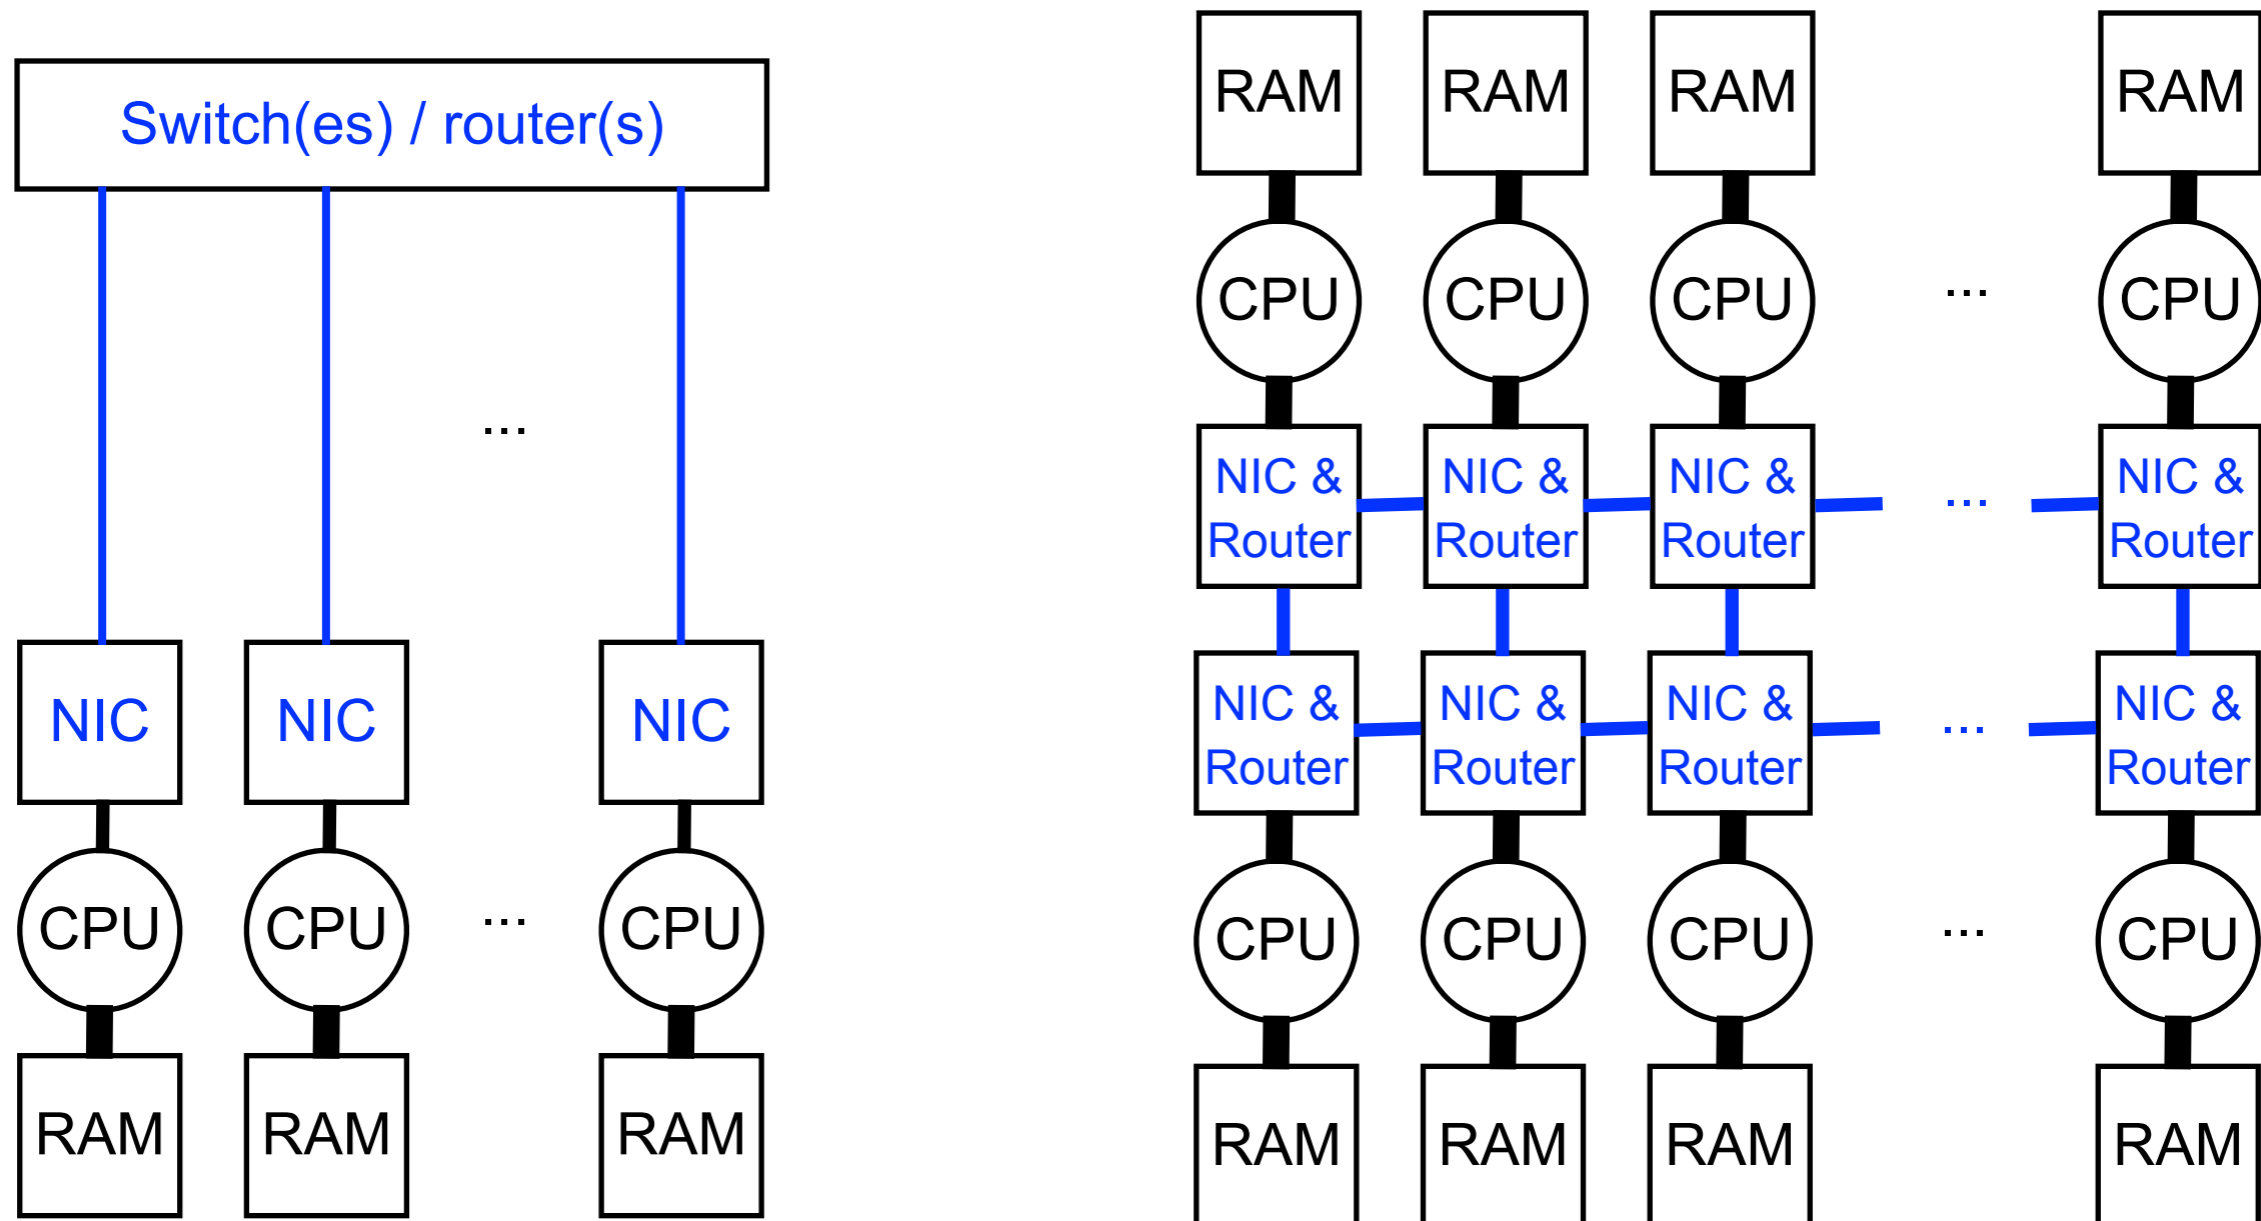 Switch(es) / router(s)
...
NIC NIC NIC
CPU CPU ... CPU
RAM RAM RAM
RAM RAM RAM RAM
CPU CPU CPU ... CPU
NIC & NIC & NIC & ... NIC &
Router Router Router Router
NIC & NIC & NIC & ... NIC &
Router Router Router Router
CPU CPU CPU ... CPU
RAM RAM RAM RAM